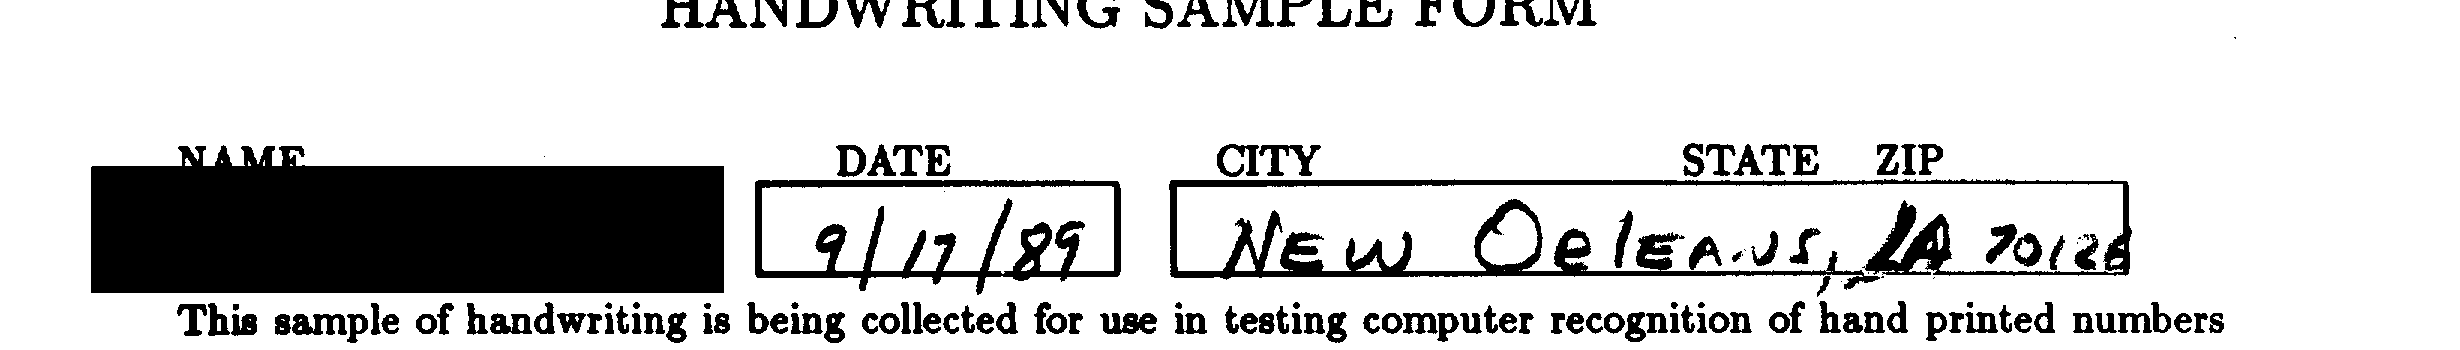 HANDWRITING SAMPLE FORM
NAME DATE CITY STATE ZIP
9/17/89 NEW ORLEANS, LA 70126
This sample of handwriting is being collected for use in testing computer recognition of hand printed numbers